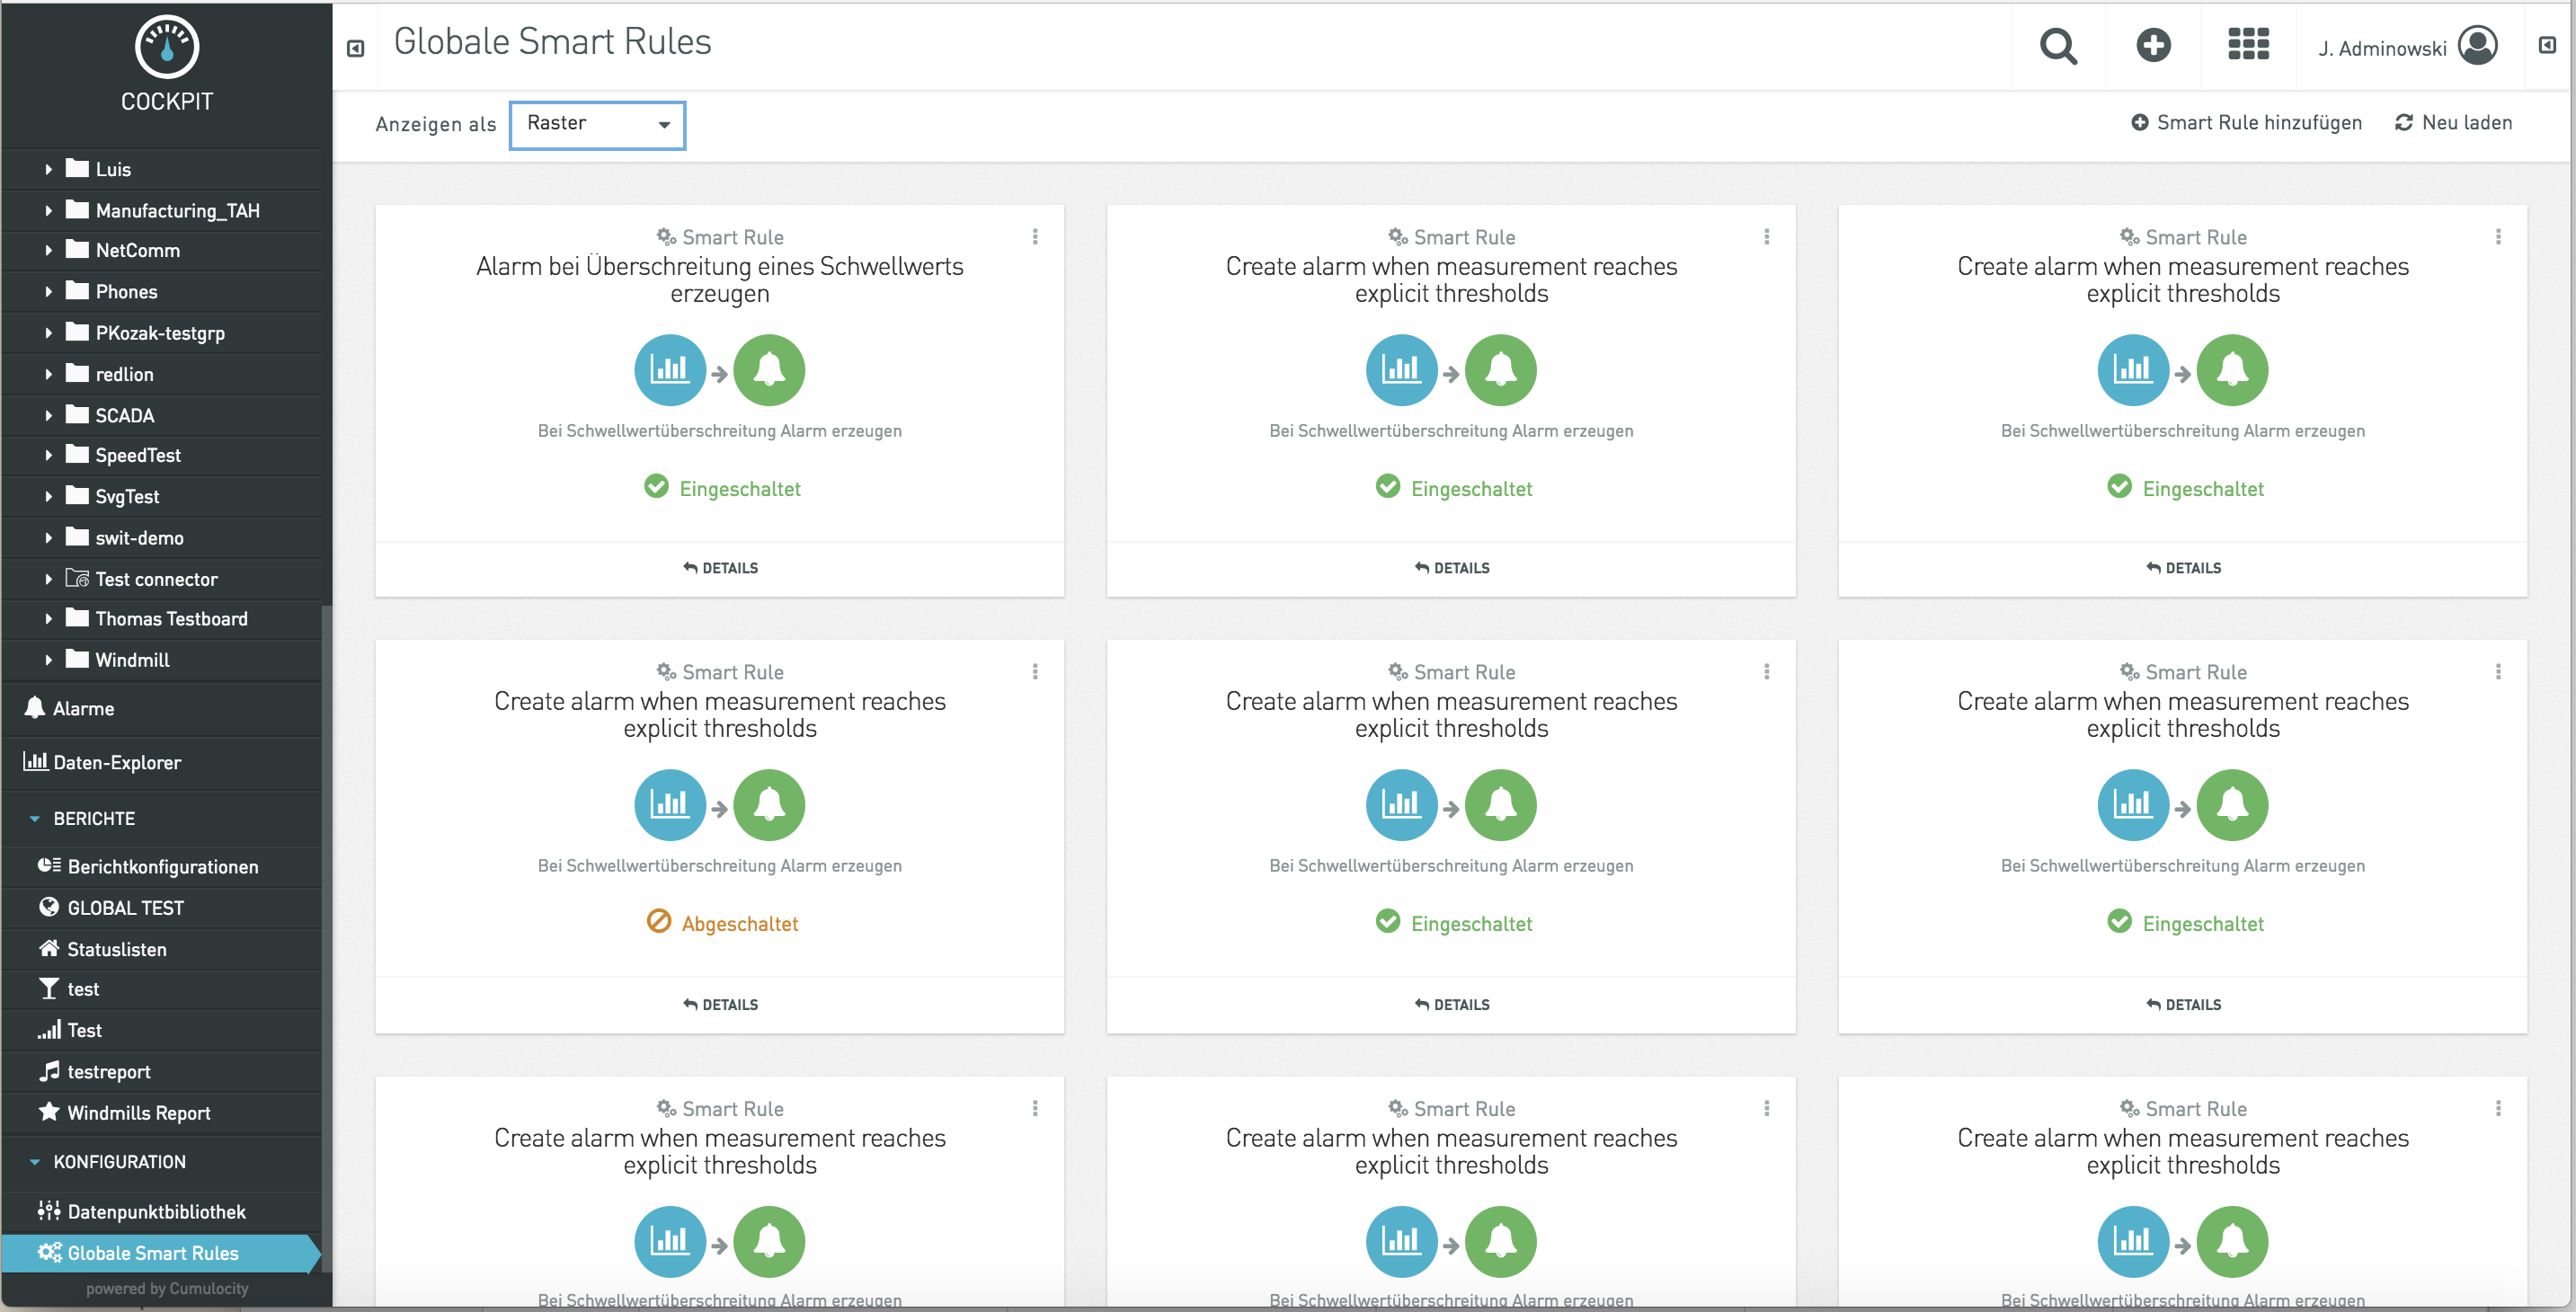 COCKPIT
Luis
Manufacturing_TAH
NetComm
Phones
PKozak-testgrp
redlion
SCADA
SpeedTest
SvgTest
swit-demo
Test connector
Thomas Testboard
Windmill
Alarme
Daten-Explorer
BERICHTE
Berichtkonfigurationen
GLOBAL TEST
Statuslisten
test
Test
testreport
Windmills Report
KONFIGURATION
Datenpunktbibliothek
Globale Smart Rules
powered by Cumulocity
Globale Smart Rules
J. Adminowski
Anzeigen als Raster
Smart Rule hinzufügen Neu laden
Smart Rule
Alarm bei Überschreitung eines Schwellwerts
erzeugen
Bei Schwellwertüberschreitung Alarm erzeugen
Eingeschaltet
DETAILS
Smart Rule
Create alarm when measurement reaches
explicit thresholds
Bei Schwellwertüberschreitung Alarm erzeugen
Eingeschaltet
DETAILS
Smart Rule
Create alarm when measurement reaches
explicit thresholds
Bei Schwellwertüberschreitung Alarm erzeugen
Eingeschaltet
DETAILS
Smart Rule
Create alarm when measurement reaches
explicit thresholds
Bei Schwellwertüberschreitung Alarm erzeugen
Abgeschaltet
DETAILS
Smart Rule
Create alarm when measurement reaches
explicit thresholds
Bei Schwellwertüberschreitung Alarm erzeugen
Eingeschaltet
DETAILS
Smart Rule
Create alarm when measurement reaches
explicit thresholds
Bei Schwellwertüberschreitung Alarm erzeugen
Eingeschaltet
DETAILS
Smart Rule
Create alarm when measurement reaches
explicit thresholds
Bei Schwellwertüberschreitung Alarm erzeugen
Smart Rule
Create alarm when measurement reaches
explicit thresholds
Bei Schwellwertüberschreitung Alarm erzeugen
Smart Rule
Create alarm when measurement reaches
explicit thresholds
Bei Schwellwertüberschreitung Alarm erzeugen